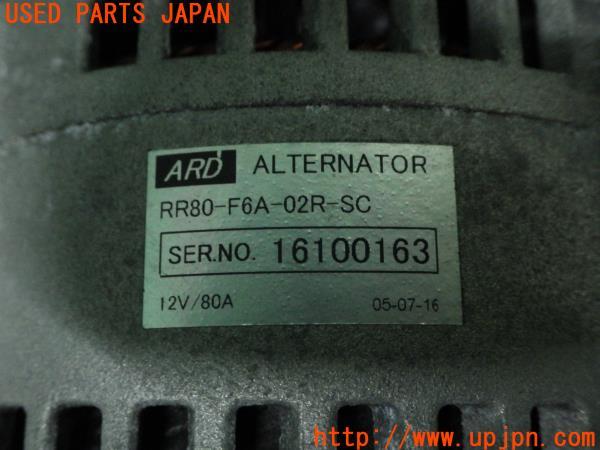 USED PARTS JAPAN
ARD ALTERNATOR
RR80-F6A-02R-SC
SER.NO. 16100163
12V/80A 05-07-16
http://www.upjpn.com